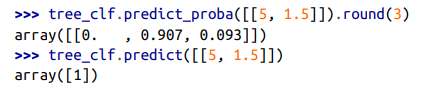 >>> tree_clf.predict_proba([[5, 1.5]]).round(3)
array([[0.   , 0.907, 0.093]])
>>> tree_clf.predict([[5, 1.5]])
array([1])